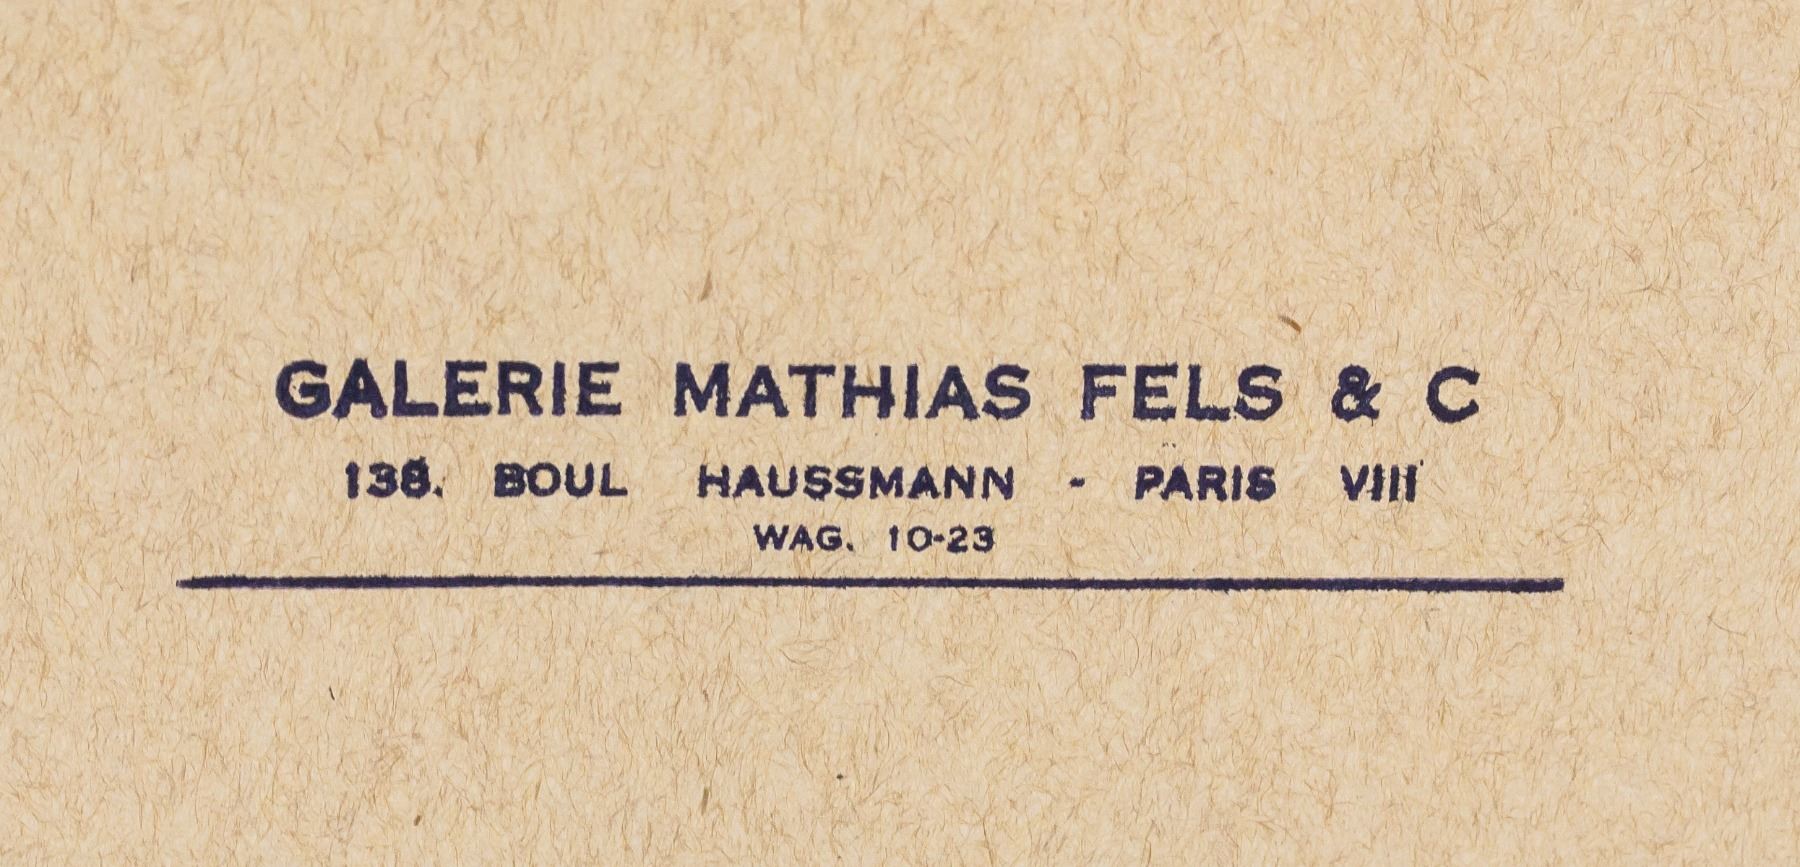 GALERIE MATHIAS FELS & C
138. BOUL HAUSSMANN - PARIS VIII
WAG. 10-23